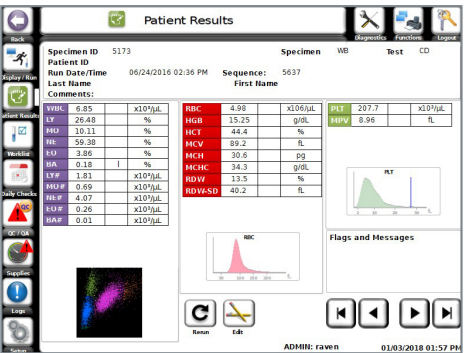 Patient Results
Back
Diagnostics
Functions
Logout
Specimen ID 5173 Specimen WB Test CD
Patient ID
Run Date/Time 06/24/2016 02:36 PM Sequence: 5637
Last Name First Name
Comments:
Display / Run
Patient Results
Worklist
Daily Checks
QC / QA
Supplies
Logs
Setup
WBC 6.85 x10³/µL
LY 26.48 %
MO 10.11 %
NE 59.38 %
EO 3.86 %
BA 0.18 l %
LY# 1.81 x10³/µL
MO# 0.69 x10³/µL
NE# 4.07 x10³/µL
EO# 0.26 x10³/µL
BA# 0.01 x10³/µL
RBC 4.98 x106/µL
HGB 15.25 g/dL
HCT 44.4 %
MCV 89.2 fL
MCH 30.6 pg
MCHC 34.3 g/dL
RDW 13.5 %
RDW-SD 40.2 fL
PLT 207.7 x10³/µL
MPV 8.96 fL
PLT
10 20 30 fL
RBC
fL
Flags and Messages
Rerun
Edit
ADMIN: raven 01/03/2018 01:57 PM